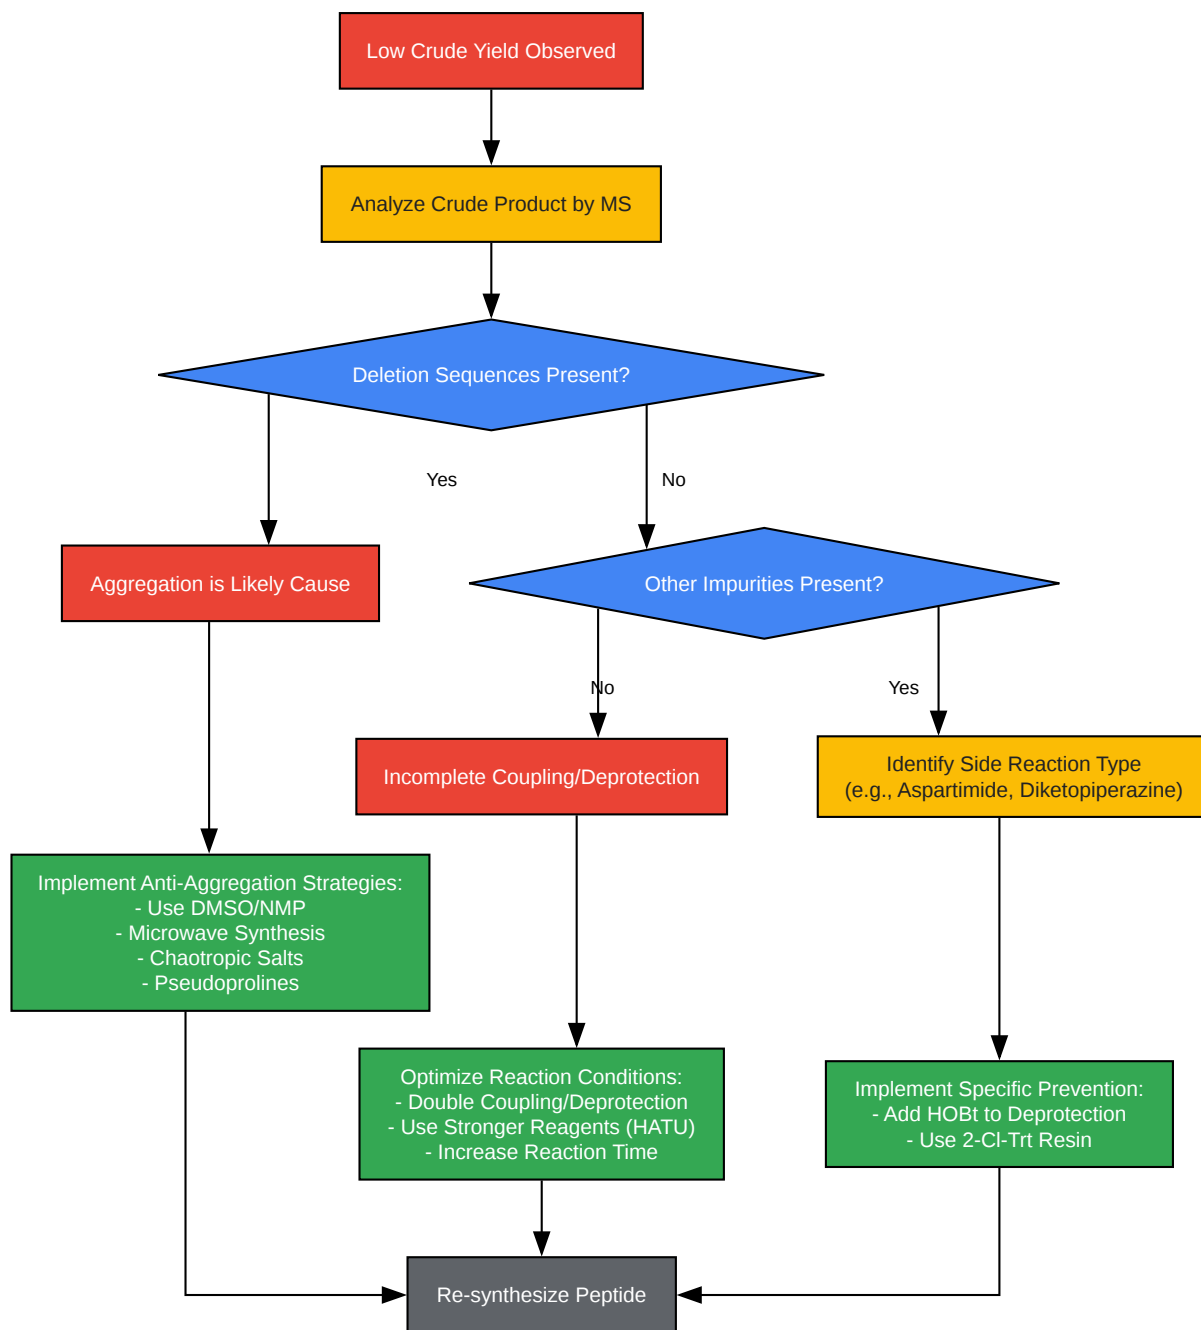 Low Crude Yield Observed
Analyze Crude Product by MS
Deletion Sequences Present?
Yes
No
Aggregation is Likely Cause
Other Impurities Present?
No
Yes
Incomplete Coupling/Deprotection
Identify Side Reaction Type
(e.g., Aspartimide, Diketopiperazine)
Implement Anti-Aggregation Strategies:
- Use DMSO/NMP
- Microwave Synthesis
- Chaotropic Salts
- Pseudoprolines
Optimize Reaction Conditions:
- Double Coupling/Deprotection
- Use Stronger Reagents (HATU)
- Increase Reaction Time
Implement Specific Prevention:
- Add HOBt to Deprotection
- Use 2-Cl-Trt Resin
Re-synthesize Peptide